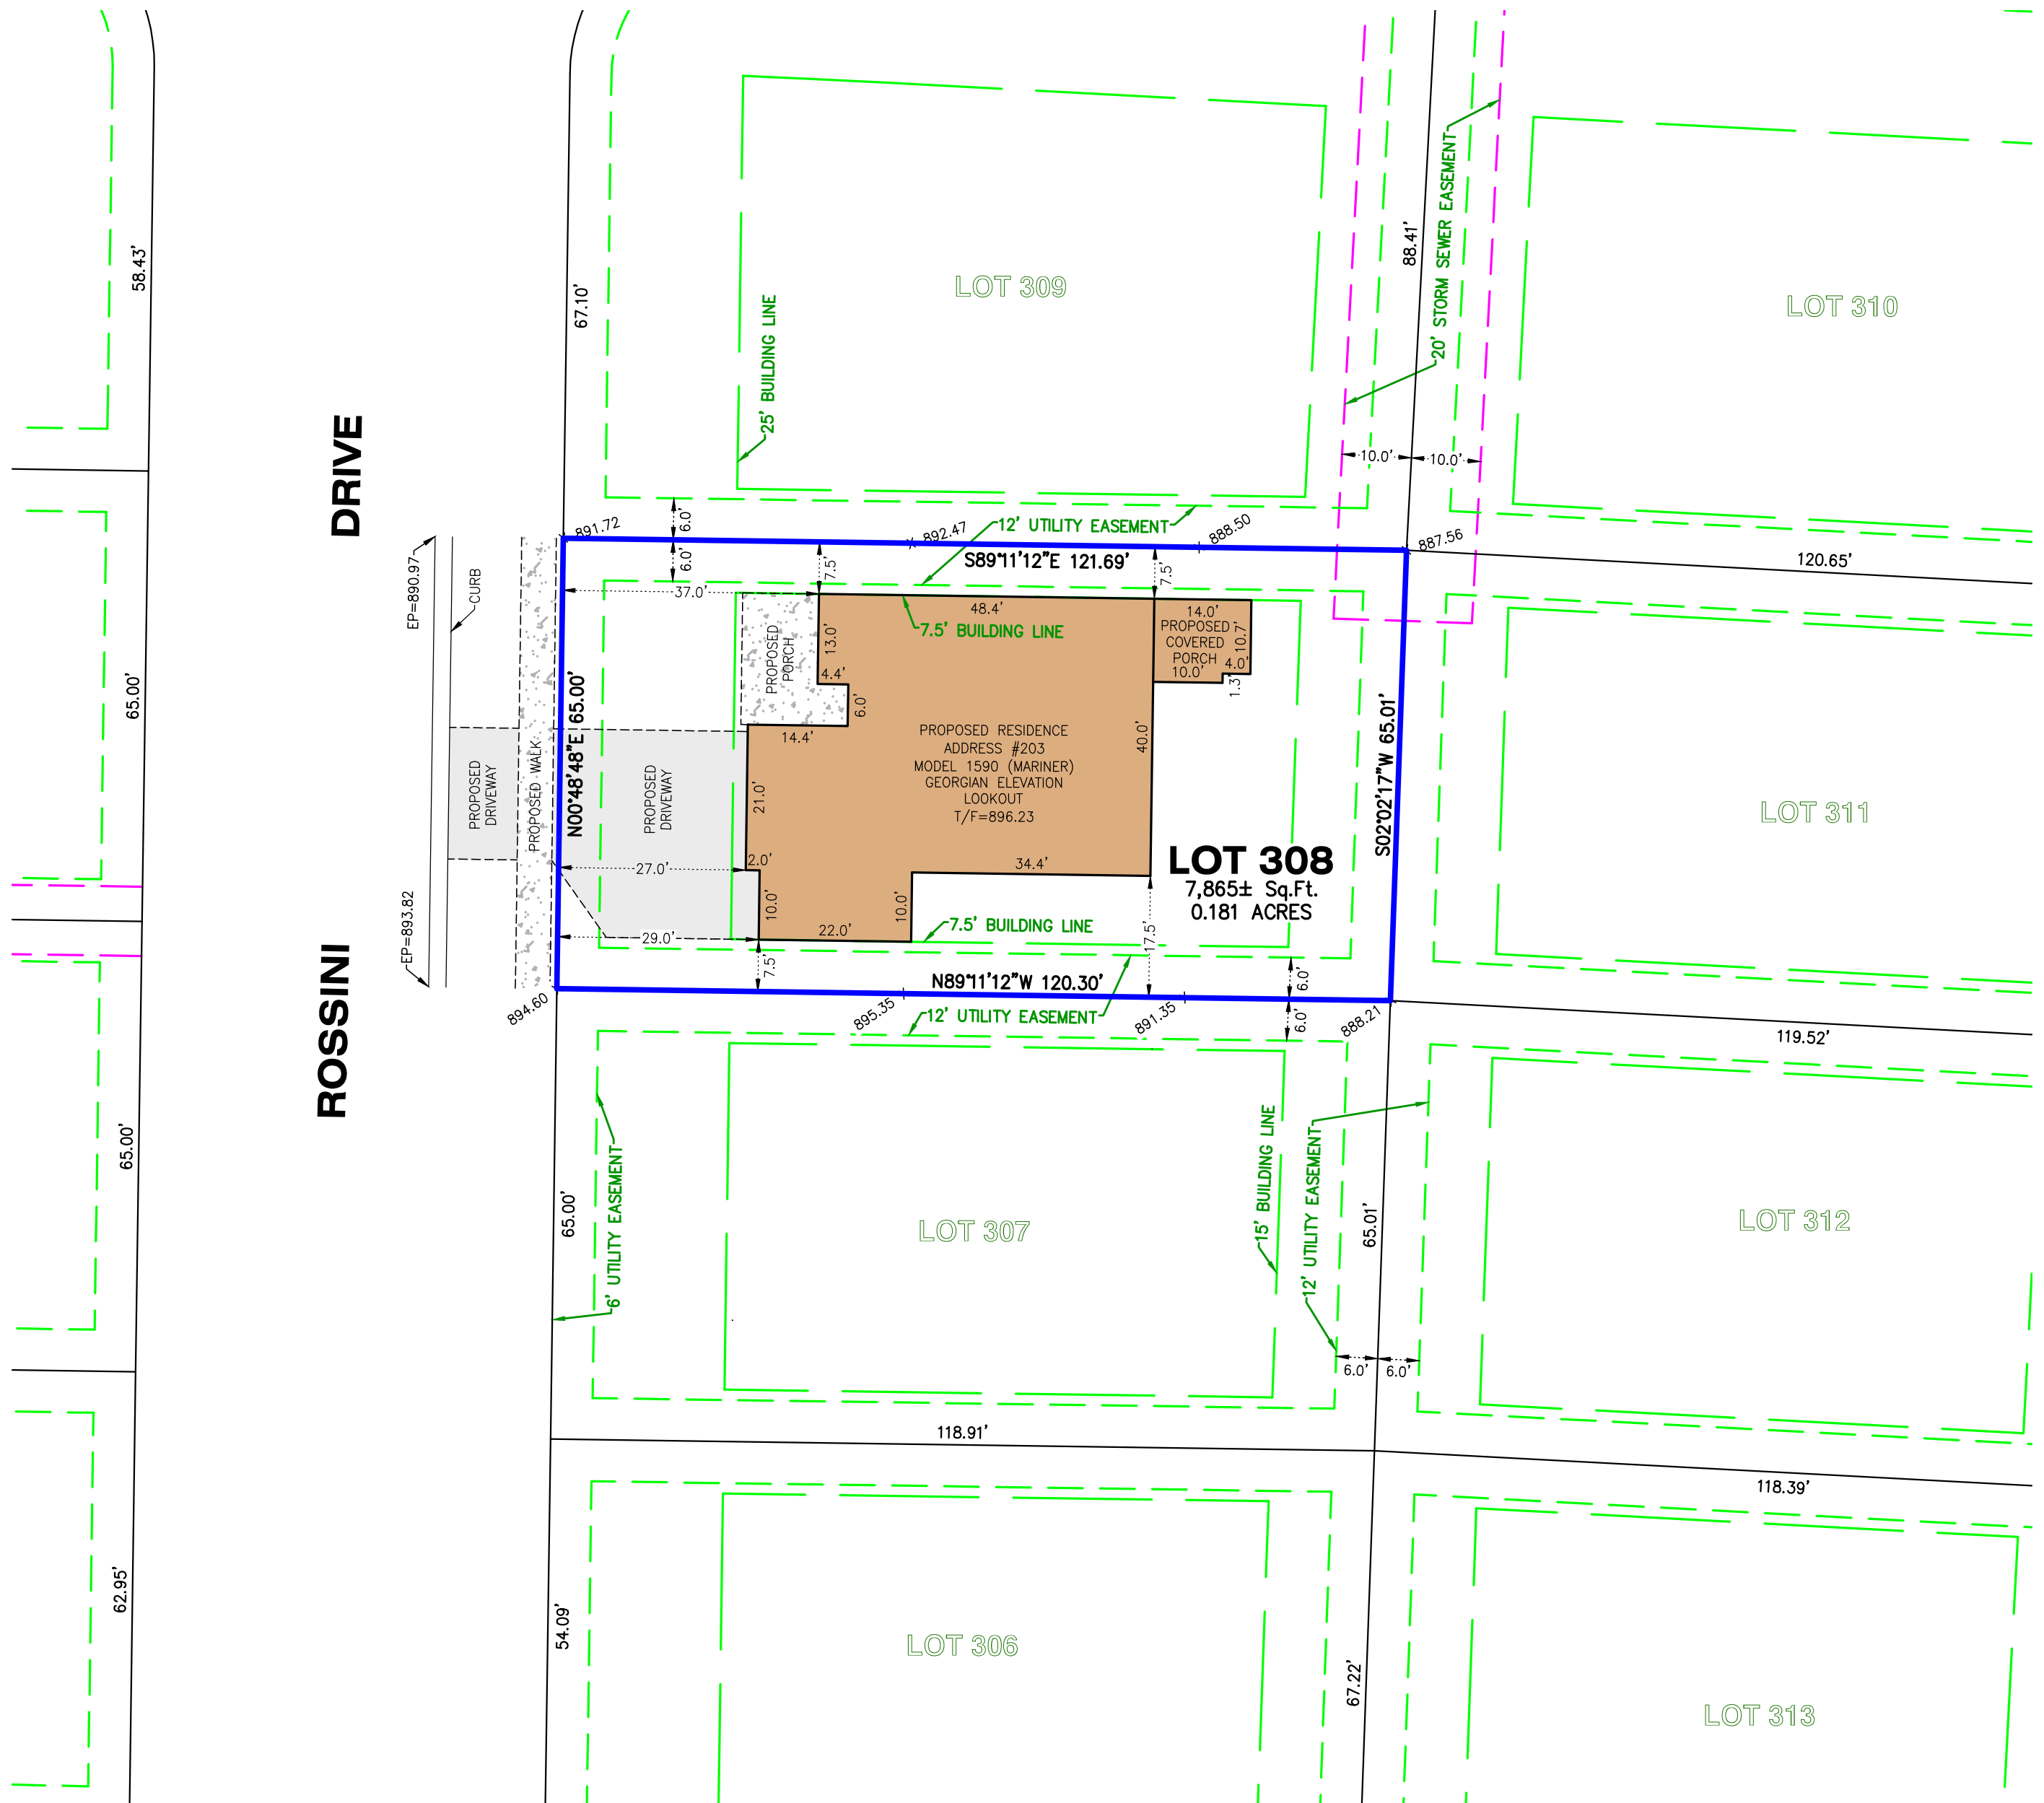 58.43'
67.10'
88.41'
20' STORM SEWER EASEMENT
LOT 309
LOT 310
25' BUILDING LINE
DRIVE
10.0'
10.0'
6.0'
12' UTILITY EASEMENT
891.72
892.47
888.50
887.56
EP=890.97
CURB
6.0'
7.5'
S89°11'12"E 121.69'
7.5'
120.65'
37.0'
48.4'
14.0'
7.5' BUILDING LINE
PROPOSED
PORCH
13.0'
PROPOSED
COVERED
PORCH
10.7'
4.4'
10.0'
4.0'
1.3'
6.0'
65.00'
N00°48'48"E 65.00'
14.4'
PROPOSED RESIDENCE
ADDRESS #203
MODEL 1590 (MARINER)
GEORGIAN ELEVATION
LOOKOUT
T/F=896.23
40.0'
S02°02'17"W 65.01'
PROPOSED
DRIVEWAY
PROPOSED WALK
PROPOSED
DRIVEWAY
21.0'
LOT 311
2.0'
27.0'
34.4'
LOT 308
7,865± Sq.Ft.
0.181 ACRES
10.0'
10.0'
22.0'
29.0'
7.5' BUILDING LINE
17.5'
EP=893.82
7.5'
6.0'
N89°11'12"W 120.30'
894.60
895.35
12' UTILITY EASEMENT
891.35
6.0'
888.21
119.52'
ROSSINI
65.00'
65.00'
6' UTILITY EASEMENT
LOT 307
15' BUILDING LINE
12' UTILITY EASEMENT
65.01'
LOT 312
6.0'
6.0'
118.91'
118.39'
62.95'
54.09'
LOT 306
67.22'
LOT 313